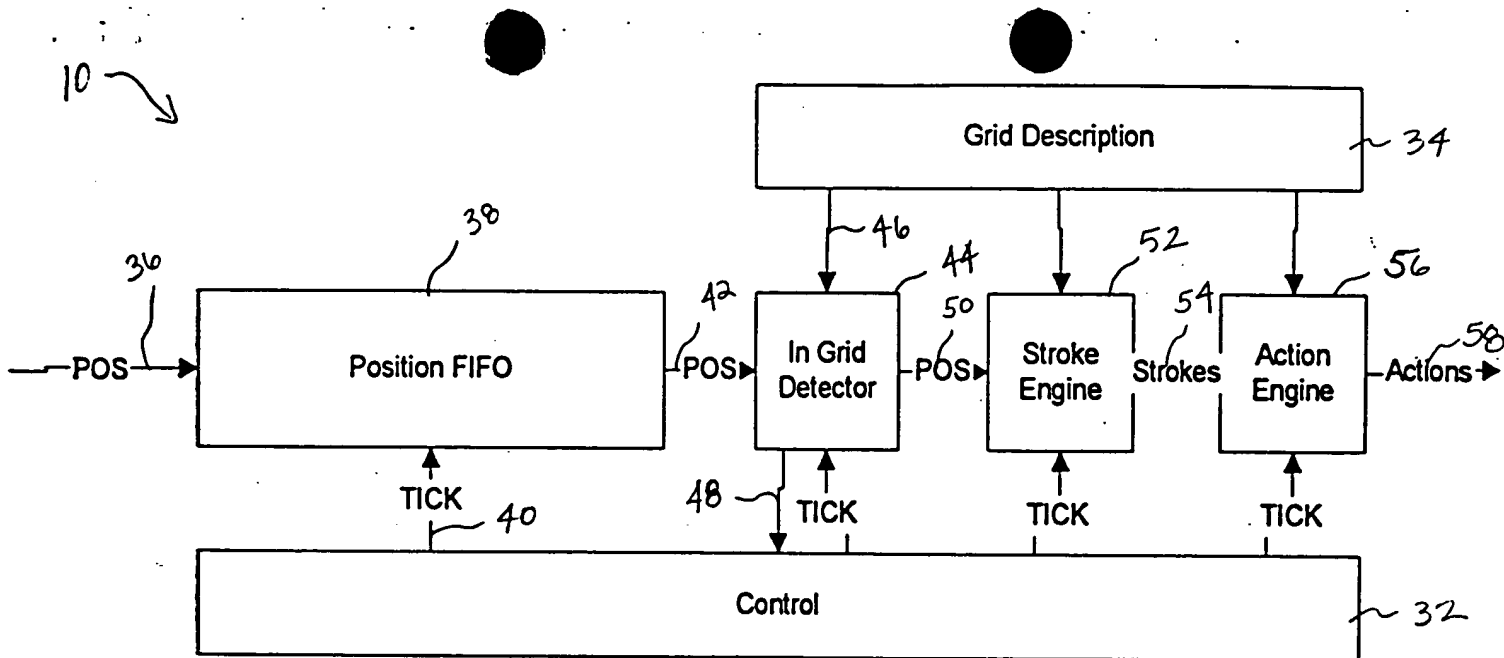 10
Grid Description
34
38
46
52
44
56
36
42
50
54
58
POS
Position FIFO
POS
In Grid
Detector
POS
Stroke
Engine
Strokes
Action
Engine
Actions
TICK
40
48
TICK
TICK
TICK
Control
32